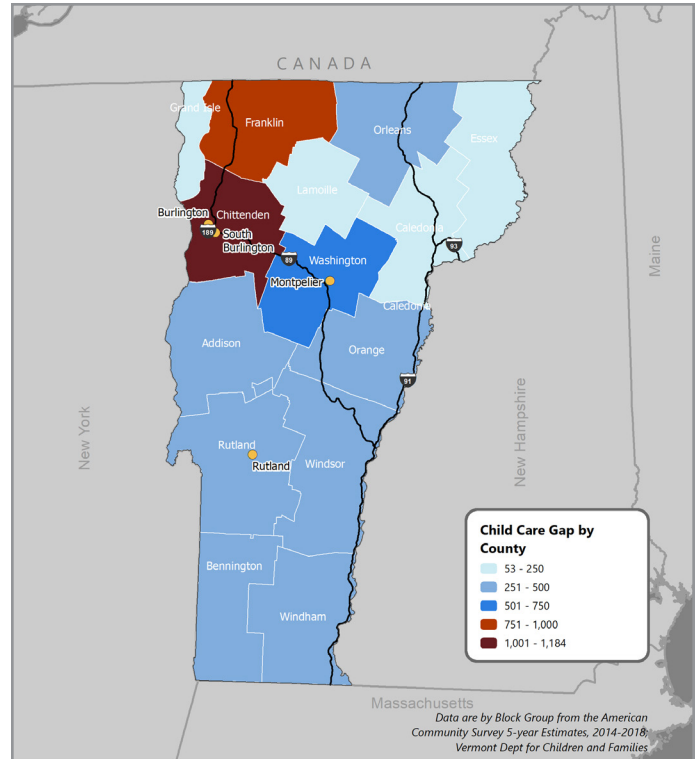 CANADA
Grand Isle
Franklin
Orleans
Essex
Lamoille
Chittenden
Burlington
189
South
Burlington
Caledonia
93
89
Washington
Montpelier
Caledonia
Maine
Addison
Orange
91
New York
New Hampshire
Rutland
Rutland
Windsor
Bennington
Windham
Child Care Gap by
County
53 - 250
251 - 500
501 - 750
751 - 1,000
1,001 - 1,184
Massachusetts
Data are by Block Group from the American
Community Survey 5-year Estimates, 2014-2018;
Vermont Dept for Children and Families